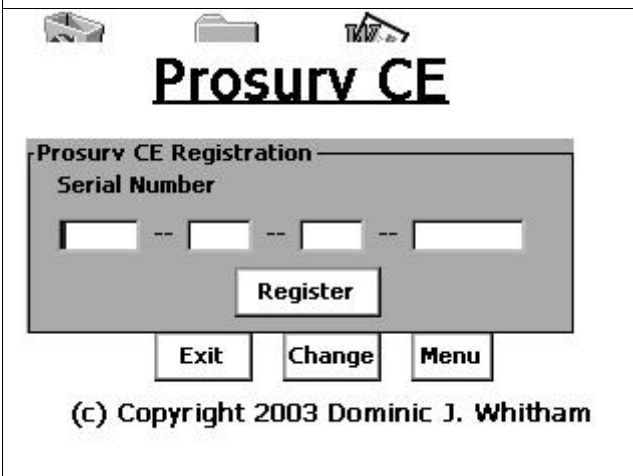 Prosurv CE
Prosurv CE Registration
Serial Number
-- -- --
Register
Exit Change Menu
(c) Copyright 2003 Dominic J. Whitham